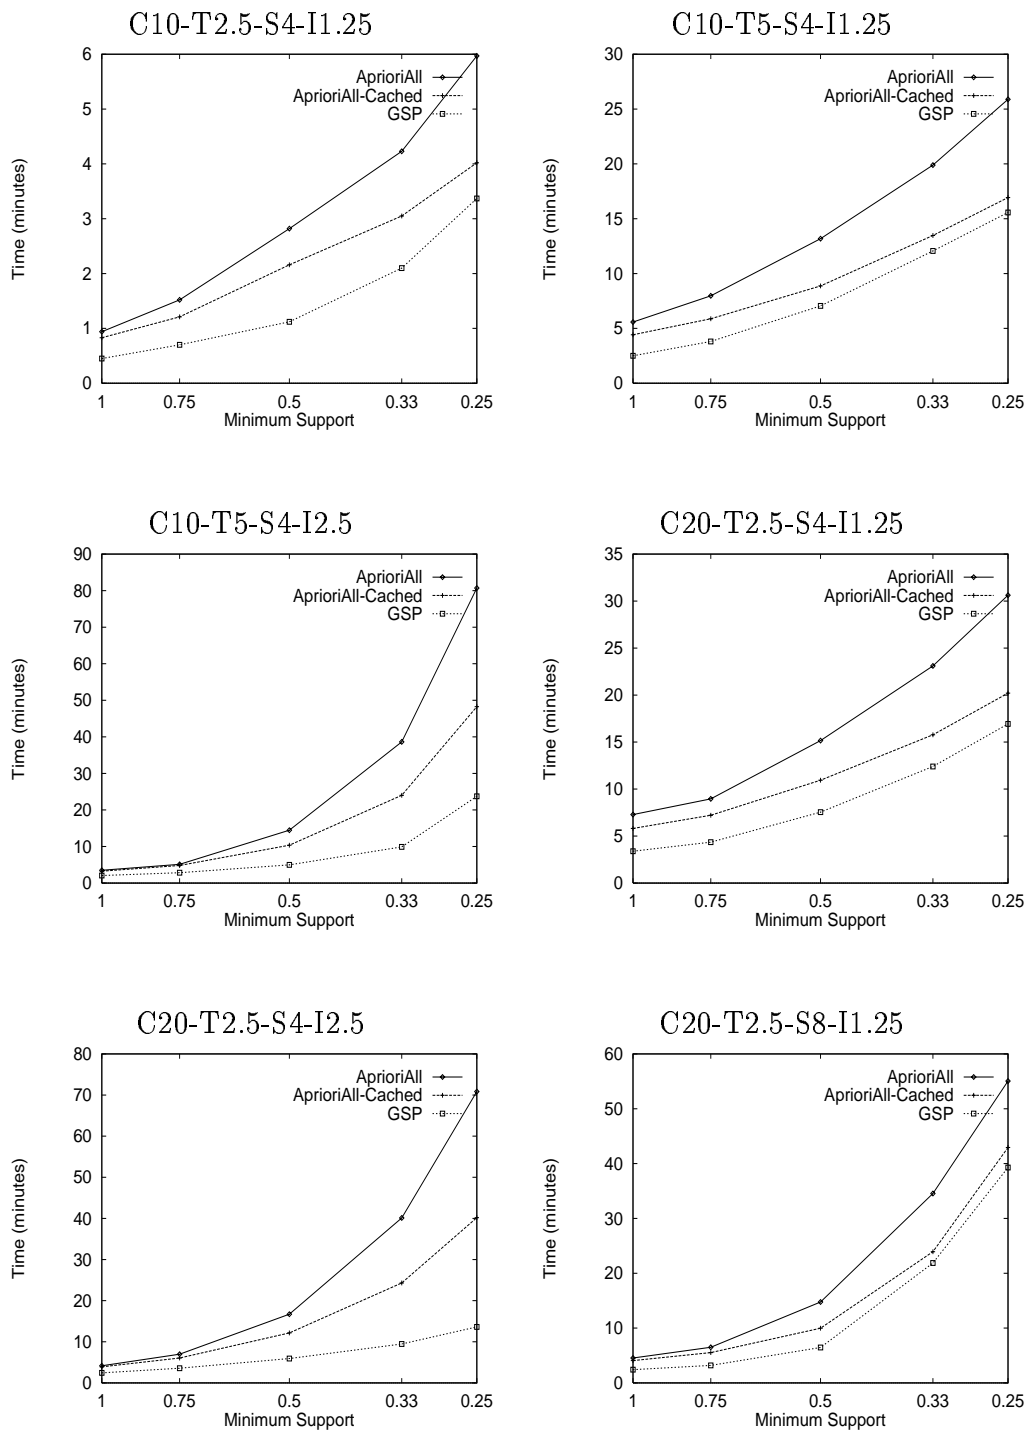 C10-T2.5-S4-I1.25
6
5
4
3
2
1
0
Time (minutes)
AprioriAll
AprioriAll-Cached
GSP
1 0.75 0.5 0.33 0.25
Minimum Support
C10-T5-S4-I1.25
30
25
20
15
10
5
0
Time (minutes)
AprioriAll
AprioriAll-Cached
GSP
1 0.75 0.5 0.33 0.25
Minimum Support
C10-T5-S4-I2.5
90
80
70
60
50
40
30
20
10
0
Time (minutes)
AprioriAll
AprioriAll-Cached
GSP
1 0.75 0.5 0.33 0.25
Minimum Support
C20-T2.5-S4-I1.25
35
30
25
20
15
10
5
0
Time (minutes)
AprioriAll
AprioriAll-Cached
GSP
1 0.75 0.5 0.33 0.25
Minimum Support
C20-T2.5-S4-I2.5
80
70
60
50
40
30
20
10
0
Time (minutes)
AprioriAll
AprioriAll-Cached
GSP
1 0.75 0.5 0.33 0.25
Minimum Support
C20-T2.5-S8-I1.25
60
50
40
30
20
10
0
Time (minutes)
AprioriAll
AprioriAll-Cached
GSP
1 0.75 0.5 0.33 0.25
Minimum Support